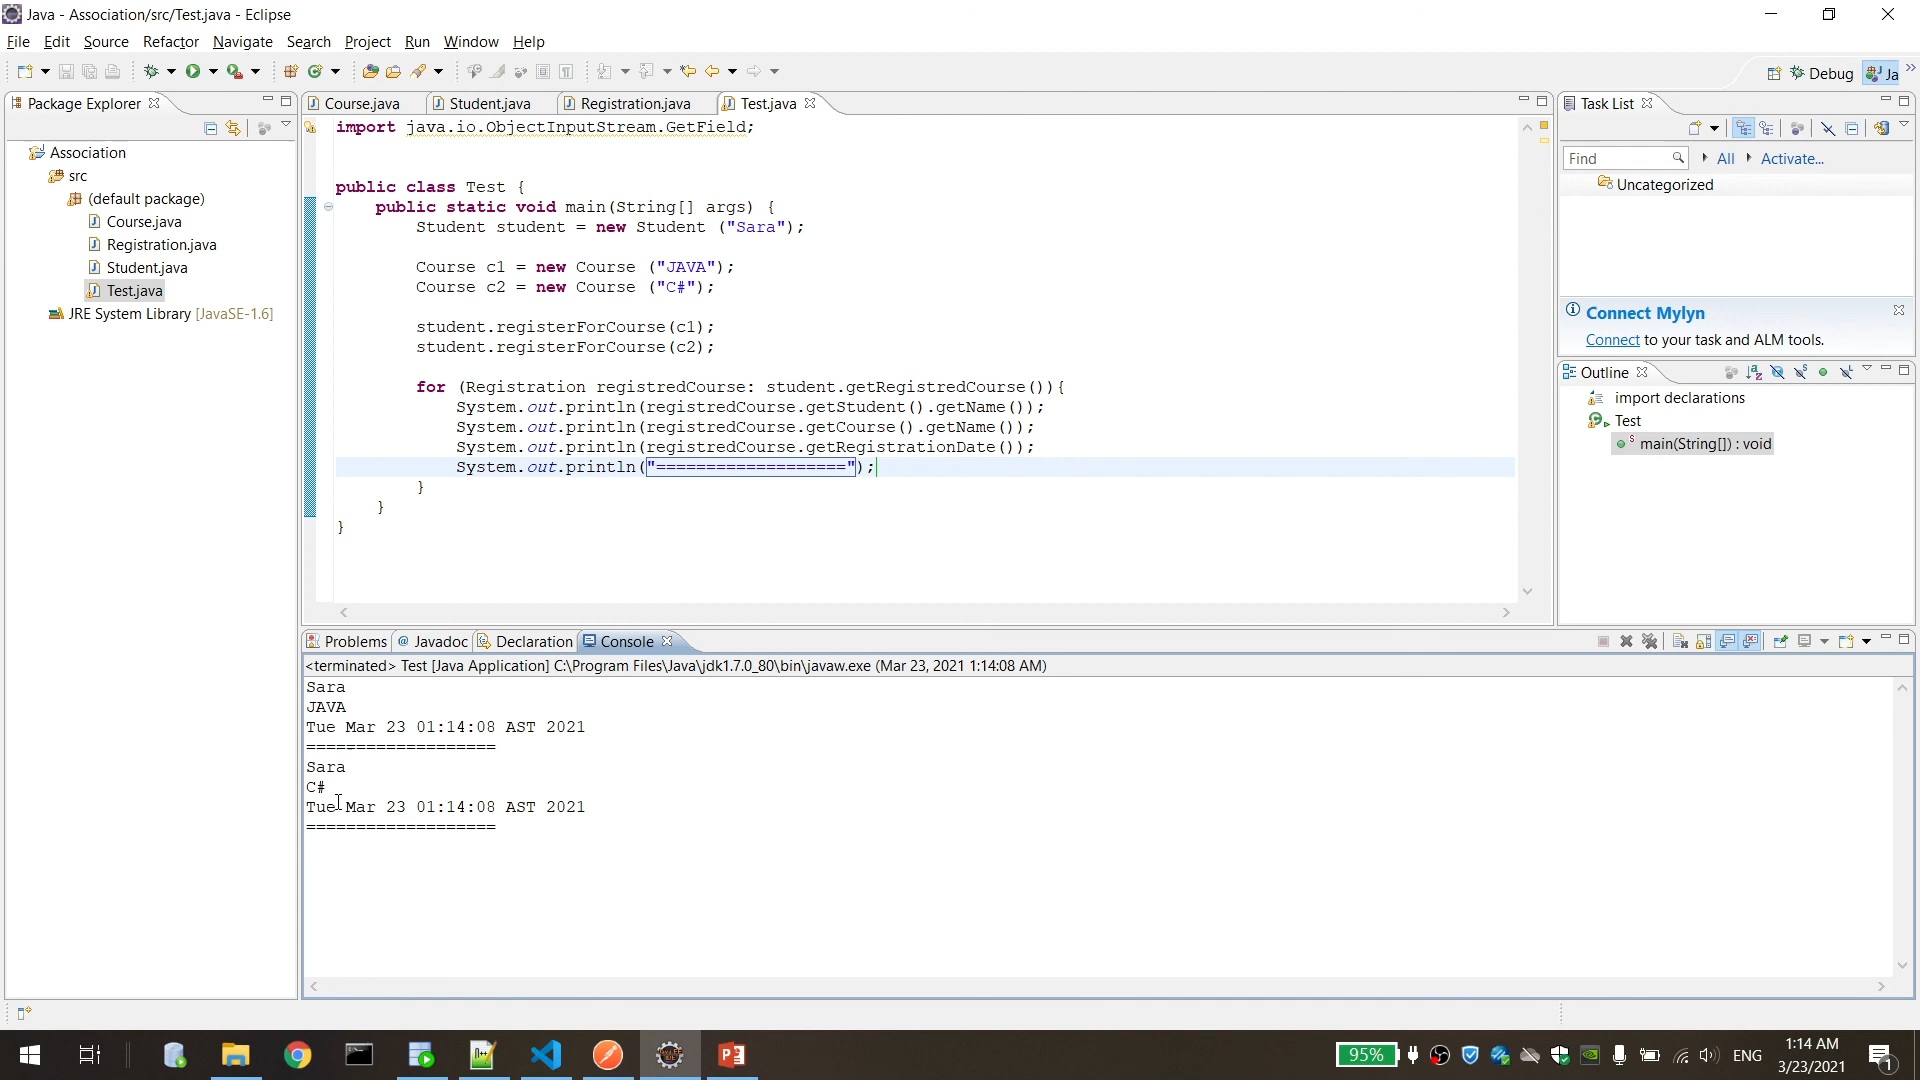 Java - Association/src/Test.java - Eclipse
File Edit Source Refactor Navigate Search Project Run Window Help
Debug Ja
Package Explorer
Association
src
(default package)
Course.java
Registration.java
Student.java
Test.java
JRE System Library [JavaSE-1.6]
Course.java Student.java Registration.java Test.java
import java.io.ObjectInputStream.GetField;
public class Test {
public static void main(String[] args) {
Student student = new Student ("Sara");
Course c1 = new Course ("JAVA");
Course c2 = new Course ("C#");
student.registerForCourse(c1);
student.registerForCourse(c2);
for (Registration registredCourse: student.getRegistredCourse()){
System.out.println(registredCourse.getStudent().getName());
System.out.println(registredCourse.getCourse().getName());
System.out.println(registredCourse.getRegistrationDate());
System.out.println("===================");
}
}
}
Task List
Find All Activate...
Uncategorized
Connect Mylyn
Connect to your task and ALM tools.
Outline
import declarations
Test
main(String[]) : void
Problems @ Javadoc Declaration Console
<terminated> Test [Java Application] C:\Program Files\Java\jdk1.7.0_80\bin\javaw.exe (Mar 23, 2021 1:14:08 AM)
Sara
JAVA
Tue Mar 23 01:14:08 AST 2021
===================
Sara
C#
Tue Mar 23 01:14:08 AST 2021
===================
95% ENG 1:14 AM
3/23/2021
1